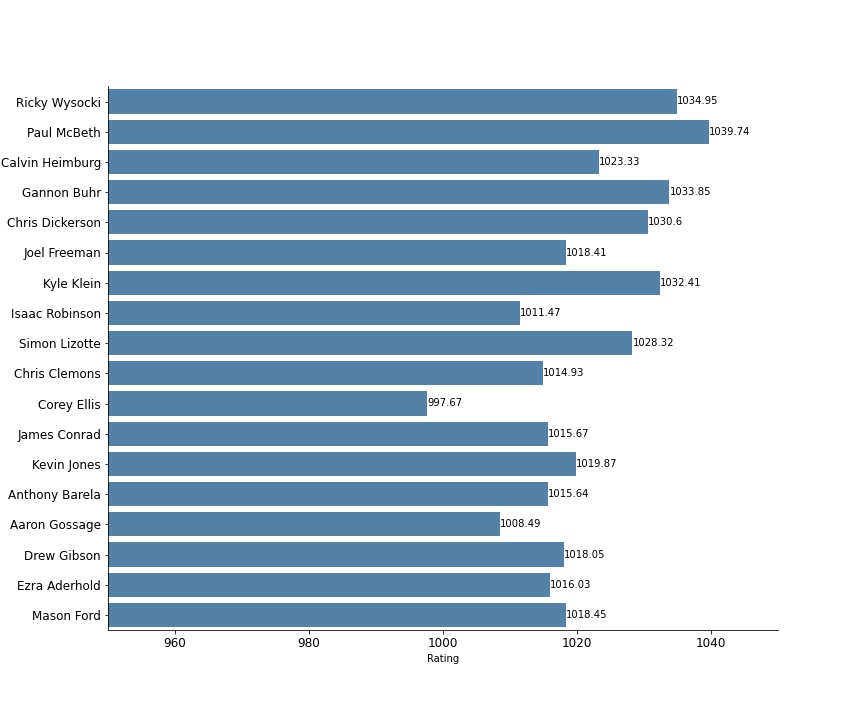 Ricky Wysocki 1034.95
Paul McBeth 1039.74
Calvin Heimburg 1023.33
Gannon Buhr 1033.85
Chris Dickerson 1030.6
Joel Freeman 1018.41
Kyle Klein 1032.41
Isaac Robinson 1011.47
Simon Lizotte 1028.32
Chris Clemons 1014.93
Corey Ellis 997.67
James Conrad 1015.67
Kevin Jones 1019.87
Anthony Barela 1015.64
Aaron Gossage 1008.49
Drew Gibson 1018.05
Ezra Aderhold 1016.03
Mason Ford 1018.45
960 980 1000 1020 1040
Rating